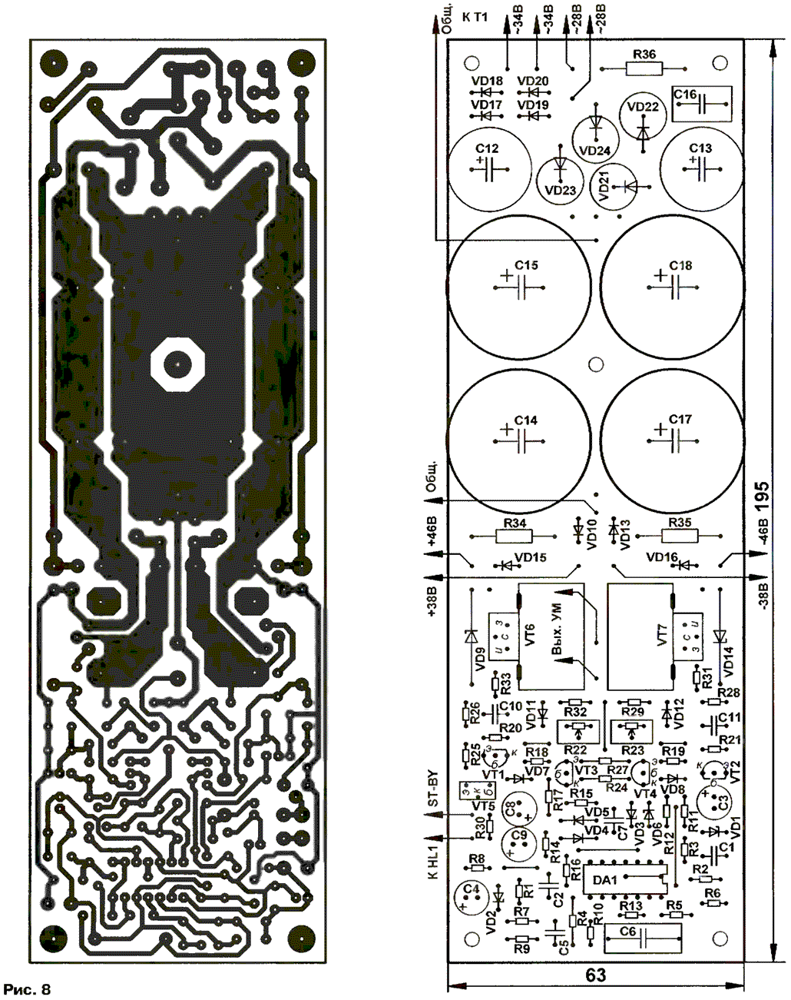 Общ.
К Т1
~34В
~34В
~28В
~28В
R36
VD18
VD20
VD17
VD19
C16
VD22
C12
+
VD24
C13
+
VD23
VD21
C15
+
C18
+
C14
+
C17
+
Общ.
195
+46В
R34
VD10
VD13
R35
-46В
VD15
VD16
+38В
-38В
VD9
VT6
з
с
и
Вых. УМ
VT7
и
с
з
VD14
R33
R31
R26
C10
VD11
R32
R29
VD12
R28
C11
R20
R21
R25
R22
R23
R18
R19
VT1
б
к
VD7
VT3
э
б
к
R27
R24
VT4
э
б
к
VD8
VT2
к
э
б
ST-BY
VT5
э
к
б
C8
+
R17
R15
C3
+
VD5
VD4
C7
VD3
VD6
R12
R11
VD1
R30
C9
+
R14
R3
C1
К HL1
R8
R16
DA1
R2
C4
+
VD2
R1
C2
R7
R9
C5
R4
R10
R13
R5
R6
C6
63
Рис. 8